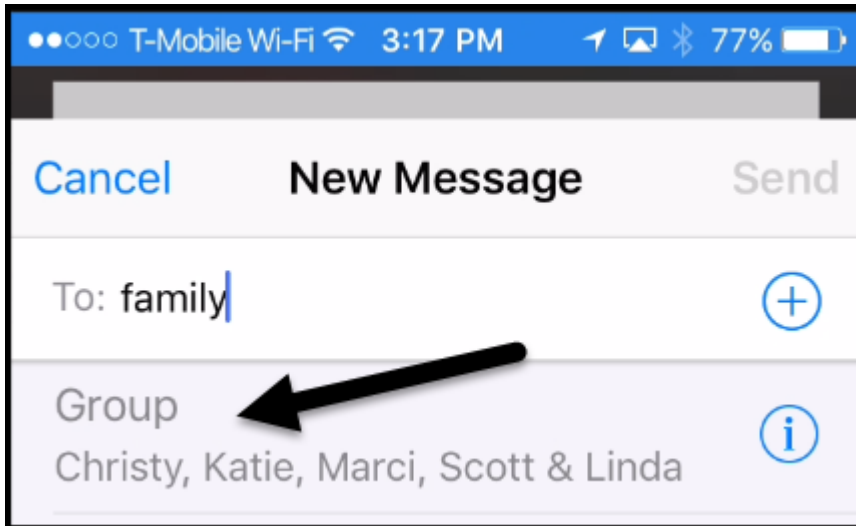 T-Mobile Wi-Fi 3:17 PM 77%
Cancel New Message Send
To: family
Group
Christy, Katie, Marci, Scott & Linda